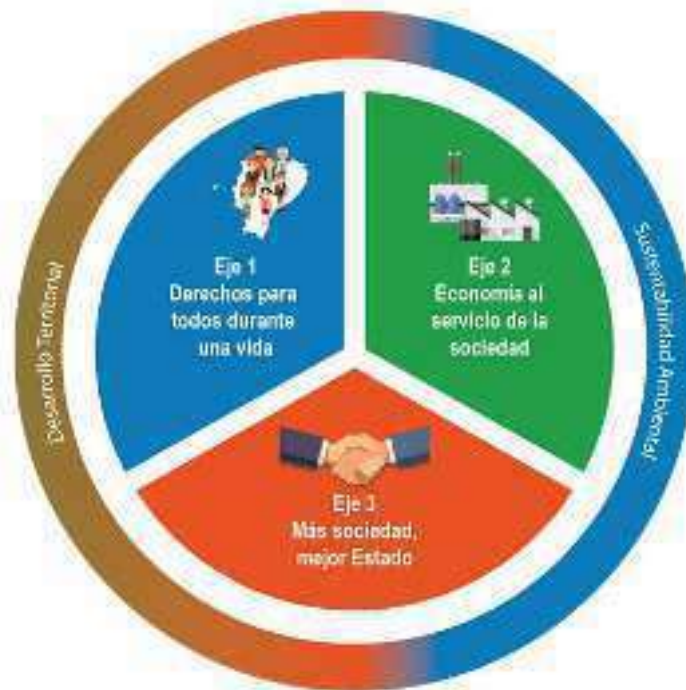 Eje 1
Derechos para
todos durante
una vida
Eje 2
Economía al
servicio de la
sociedad
Eje 3
Más sociedad,
mejor Estado
Desarrollo Territorial
Sustentabilidad Ambiental